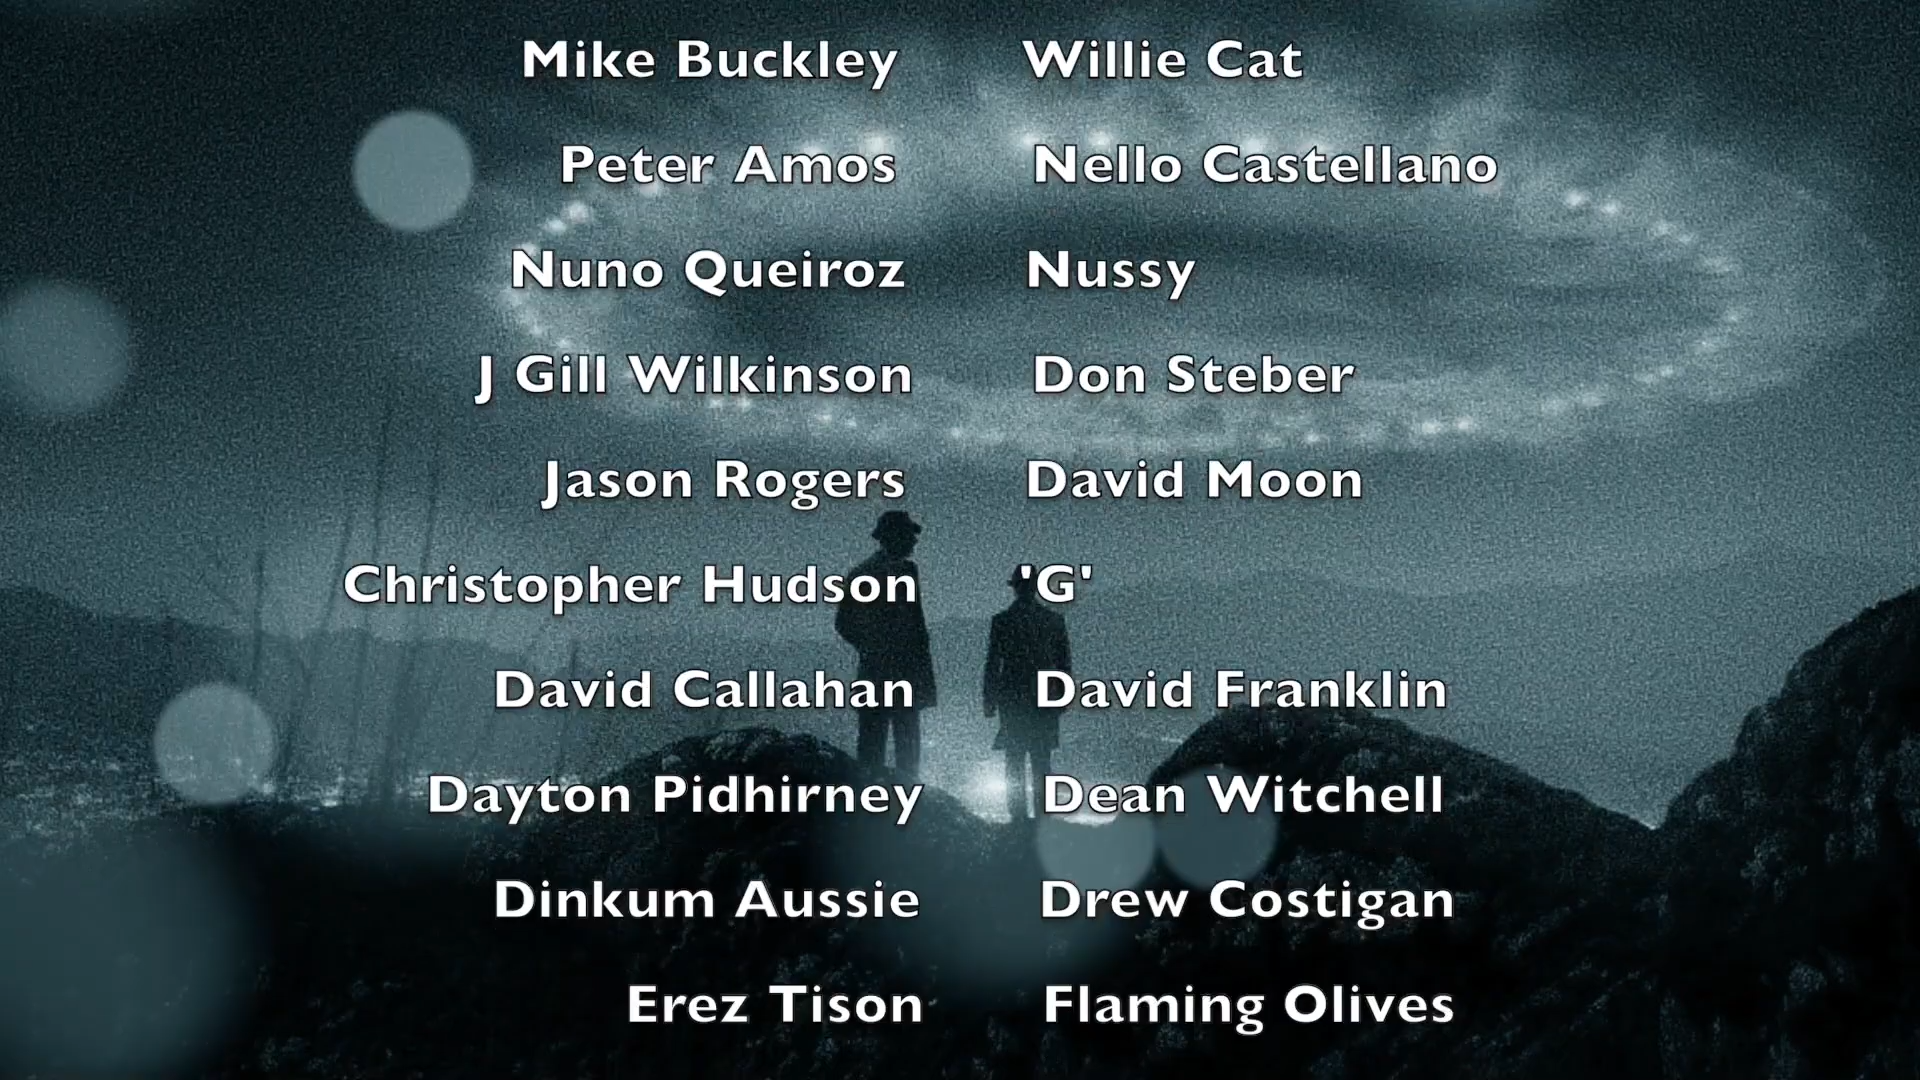 Mike Buckley Willie Cat
Peter Amos Nello Castellano
Nuno Queiroz Nussy
J Gill Wilkinson Don Steber
Jason Rogers David Moon
Christopher Hudson 'G'
David Callahan David Franklin
Dayton Pidhirney Dean Witchell
Dinkum Aussie Drew Costigan
Erez Tison Flaming Olives